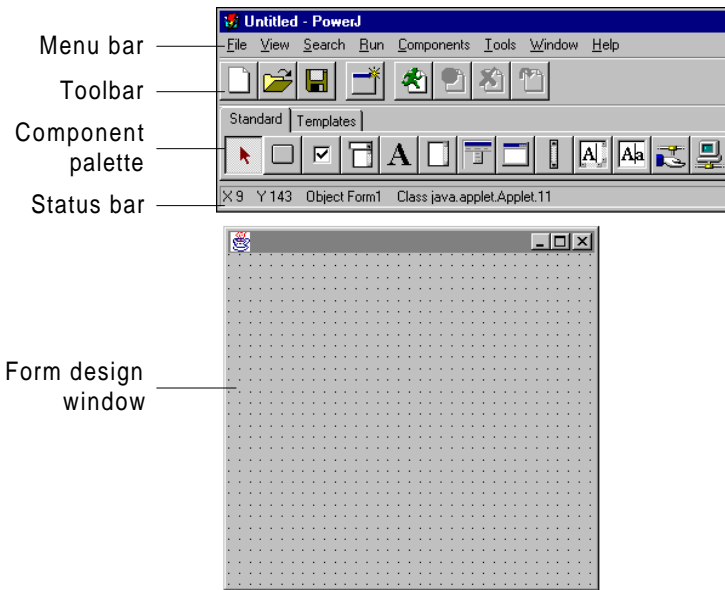 Untitled - PowerJ
Menu bar
File View Search Run Components Tools Window Help
Toolbar
Standard Templates
Component
palette
A A Aa
Status bar
X 9 Y 143 Object Form1 Class java.applet.Applet.11
Form design
window